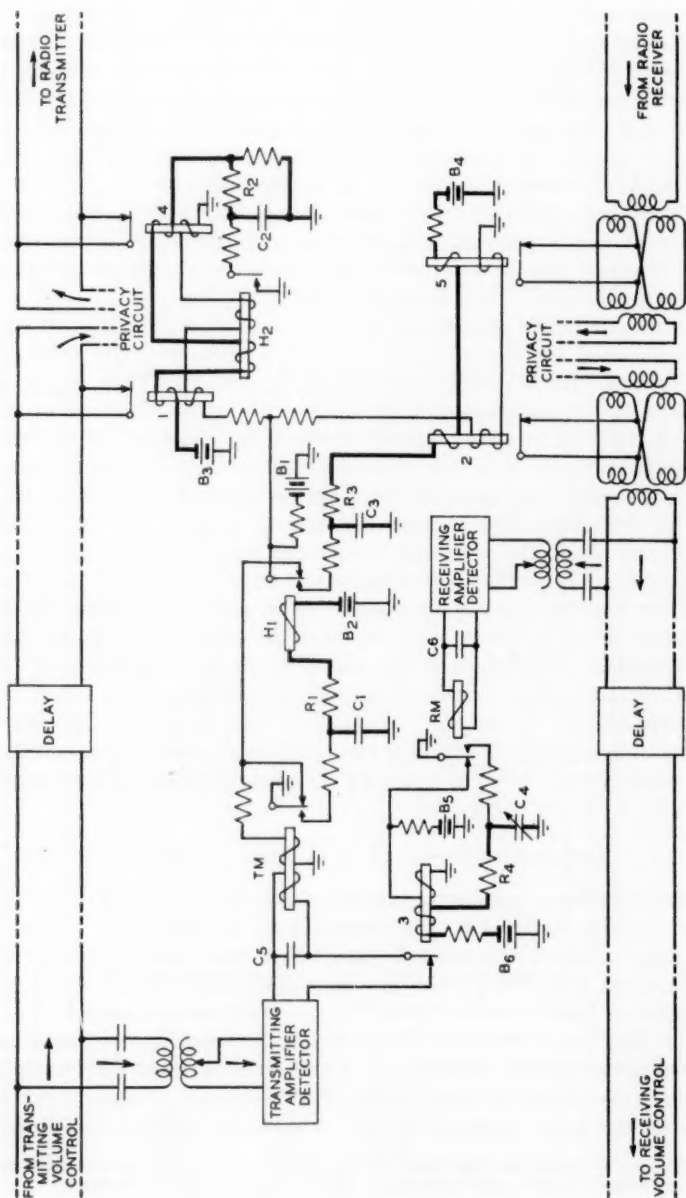 FROM TRANS-
MITTING
VOLUME
CONTROL
DELAY
PRIVACY
CIRCUIT
TO RADIO
TRANSMITTER
TRANSMITTING
AMPLIFIER
DETECTOR
C5
TM
R1
C1
H1
B2
B1
R3
C3
B3
1
H2
4
R2
C2
3
B6
R4
C4
B5
RM
C6
RECEIVING
AMPLIFIER
DETECTOR
2
5
B4
TO RECEIVING
VOLUME CONTROL
DELAY
PRIVACY
CIRCUIT
FROM RADIO
RECEIVER